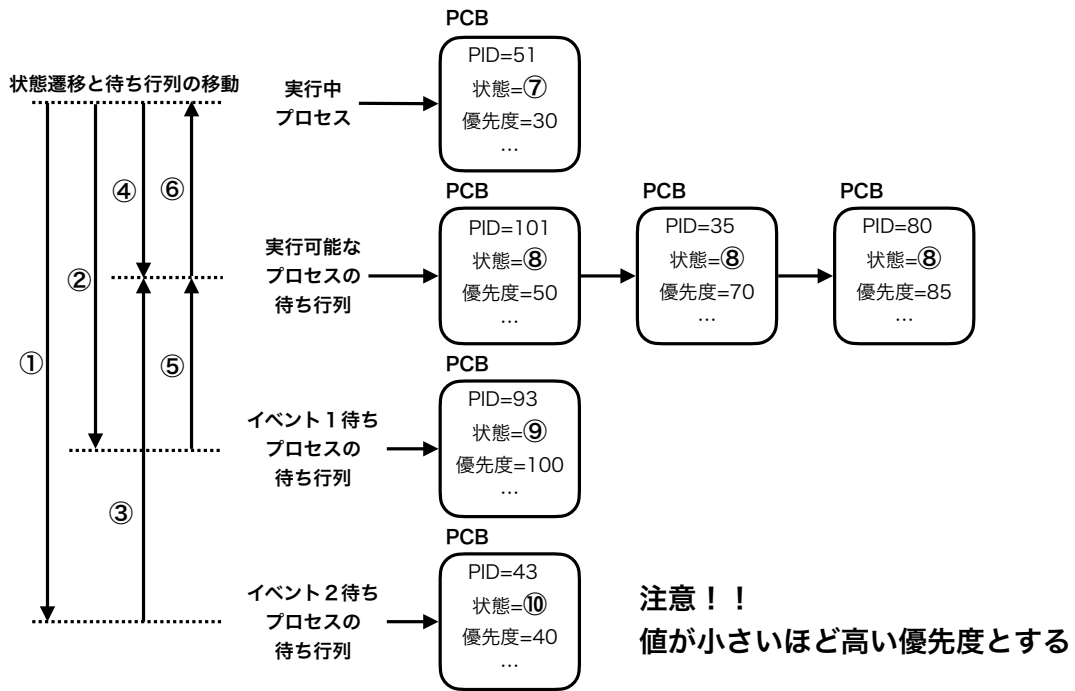 状態遷移と待ち行列の移動
①
②
③
④
⑤
⑥
実行中
プロセス
PCB
PID=51
状態=⑦
優先度=30
…
実行可能な
プロセスの
待ち行列
PCB
PID=101
状態=⑧
優先度=50
…
PCB
PID=35
状態=⑧
優先度=70
…
PCB
PID=80
状態=⑧
優先度=85
…
イベント１待ち
プロセスの
待ち行列
PCB
PID=93
状態=⑨
優先度=100
…
イベント２待ち
プロセスの
待ち行列
PCB
PID=43
状態=⑩
優先度=40
…
注意！！
値が小さいほど高い優先度とする